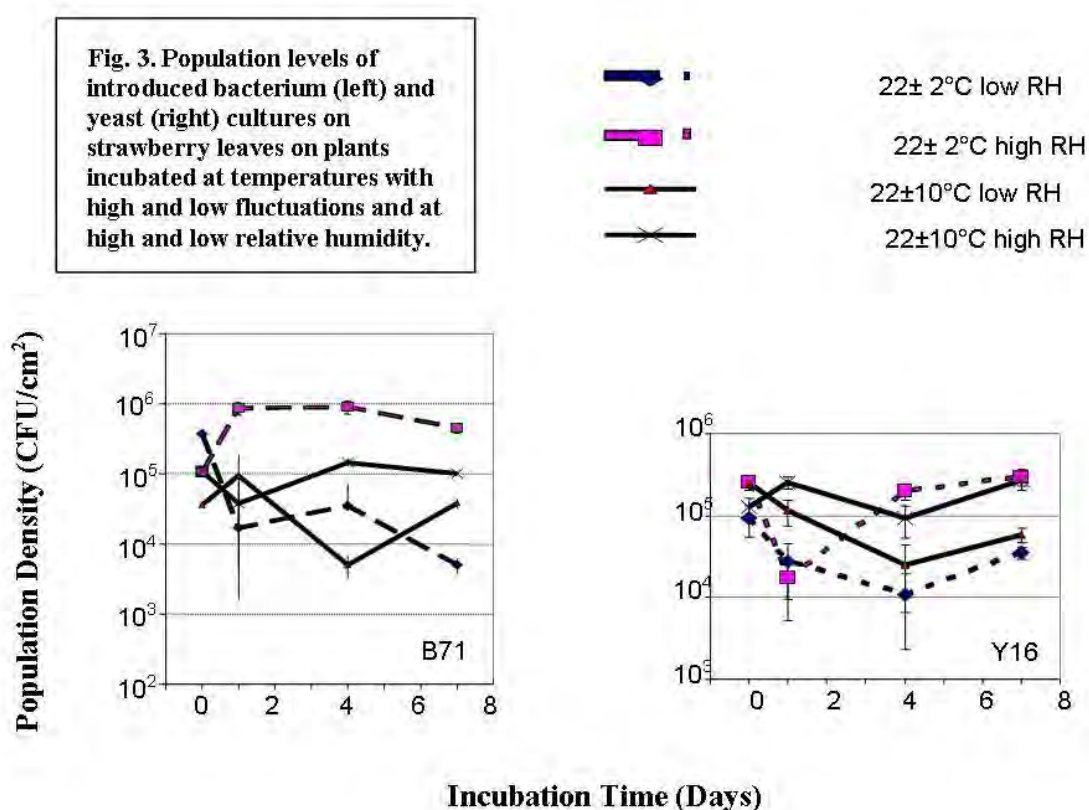 Fig. 3. Population levels of
introduced bacterium (left) and
yeast (right) cultures on
strawberry leaves on plants
incubated at temperatures with
high and low fluctuations and at
high and low relative humidity.
22± 2°C low RH
22± 2°C high RH
22±10°C low RH
22±10°C high RH
Population Density (CFU/cm²)
10⁷
10⁶
10⁵
10⁴
10³
10²
0 2 4 6 8
B71
10⁶
10⁵
10⁴
10³
0 2 4 6 8
Y16
Incubation Time (Days)